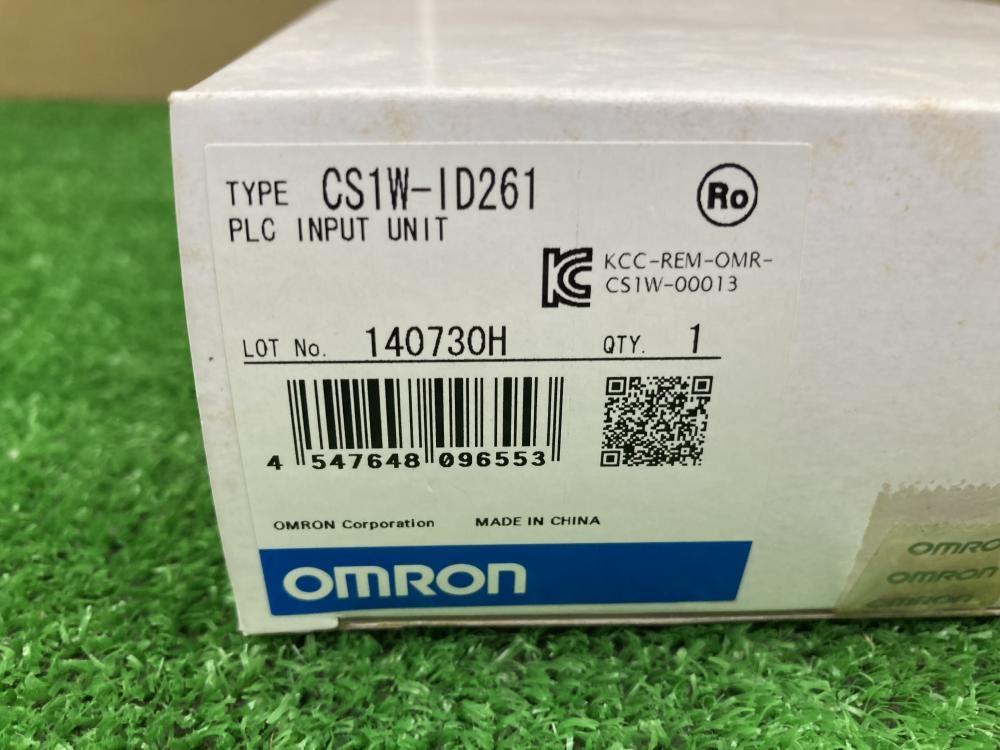 TYPE CS1W-ID261
Ro
PLC INPUT UNIT
KCC-REM-OMR-
CS1W-00013
LOT No. 140730H QTY. 1
4 547648 096553
OMRON Corporation MADE IN CHINA
OMRON
OMRO
OMRON
OMRON